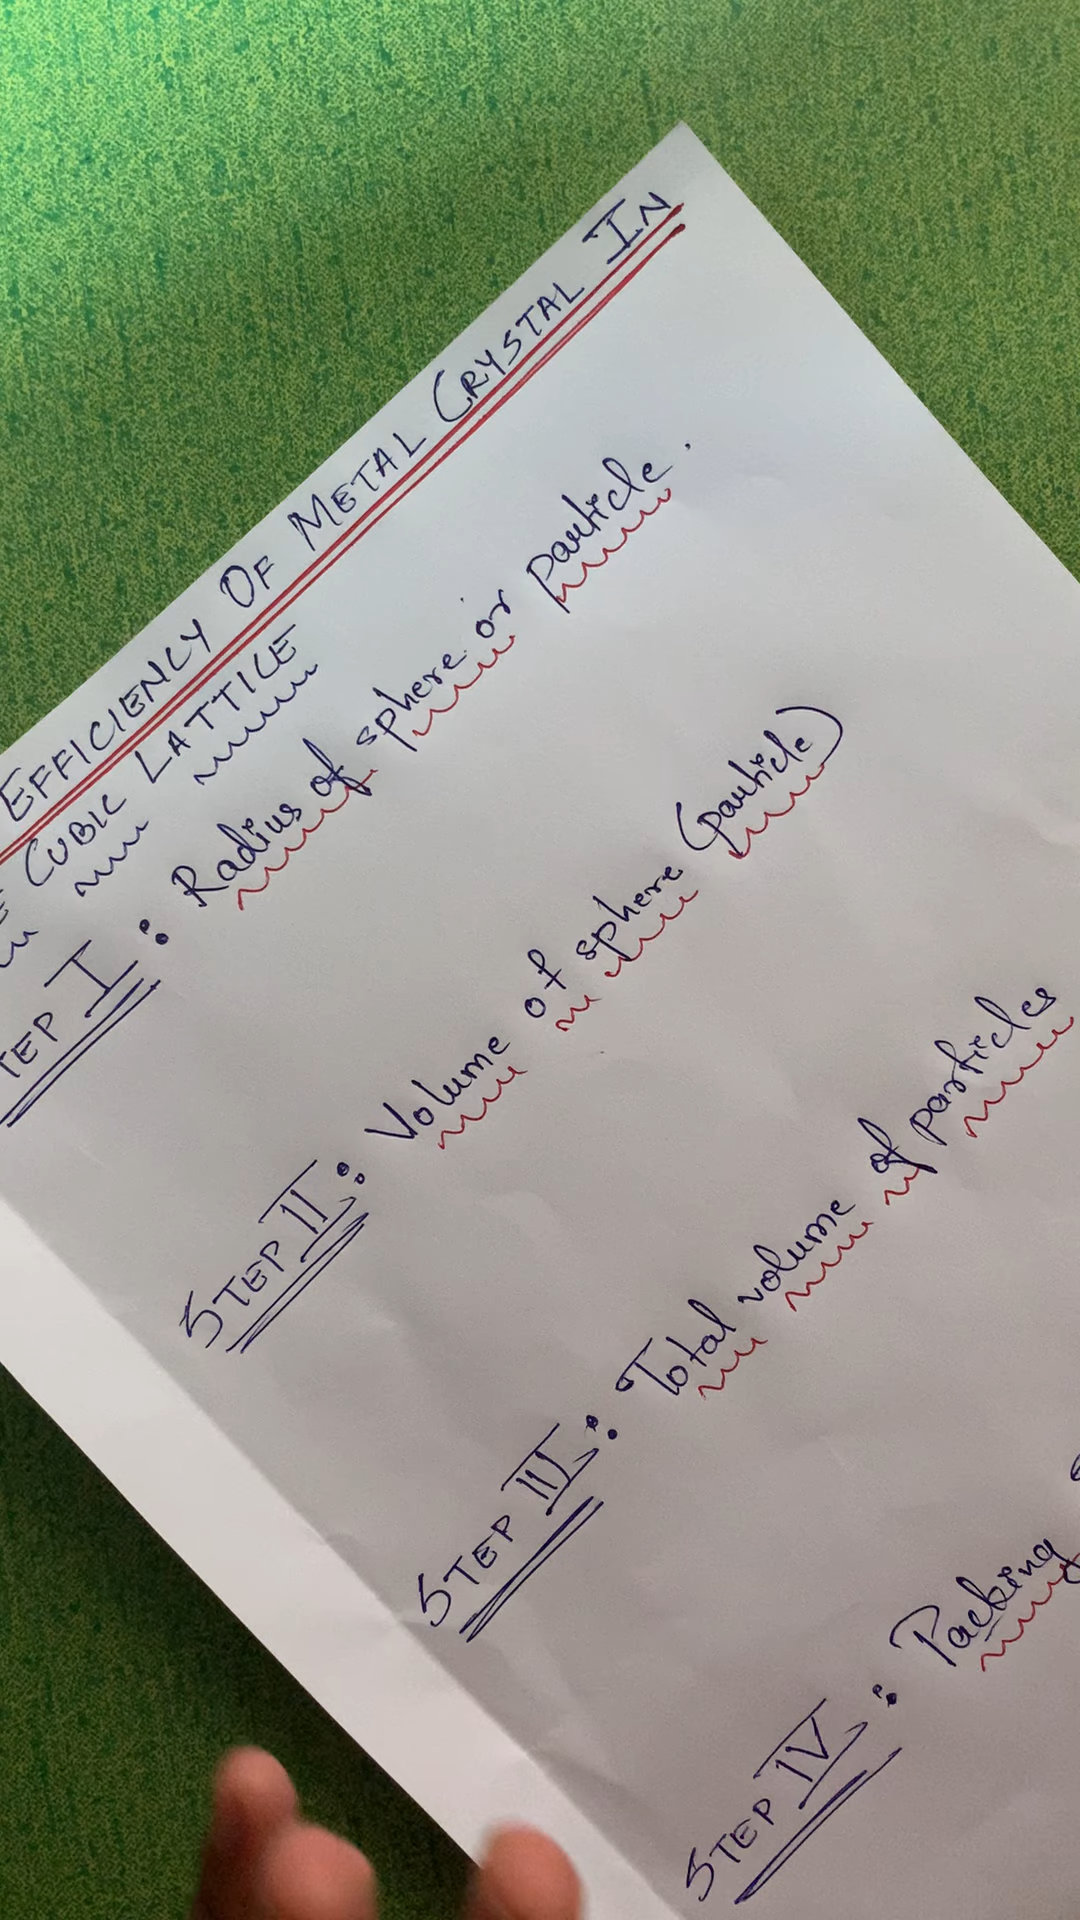 EFFICIENCY OF METAL CRYSTAL IN
CUBIC LATTICE
TEP I : Radius of sphere or particle.
STEP II : Volume of sphere (particle)
STEP III : Total volume of particles
STEP IV : Packing